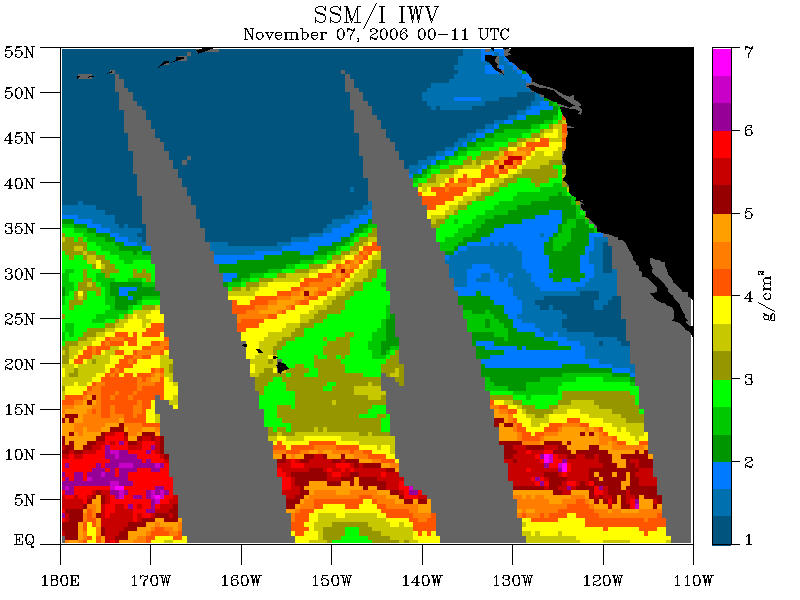 SSM/I IWV
November 07, 2006 00-11 UTC
55N
50N
45N
40N
35N
30N
25N
20N
15N
10N
5N
EQ
180E 170W 160W 150W 140W 130W 120W 110W
7
6
5
4
3
2
1
g/cm²